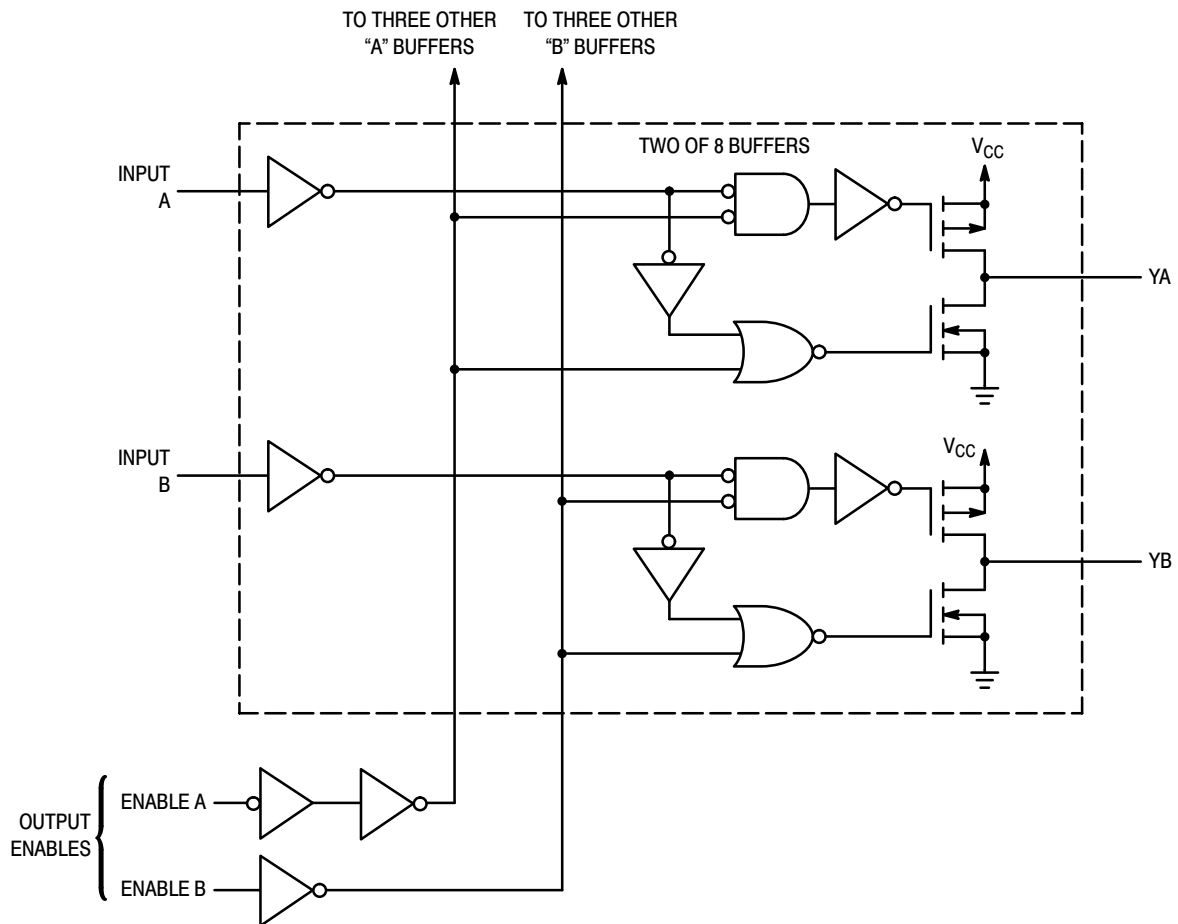 TO THREE OTHER
“A” BUFFERS
TO THREE OTHER
“B” BUFFERS
TWO OF 8 BUFFERS
INPUT
A
VCC
YA
INPUT
B
VCC
YB
OUTPUT
ENABLES
ENABLE A
ENABLE B